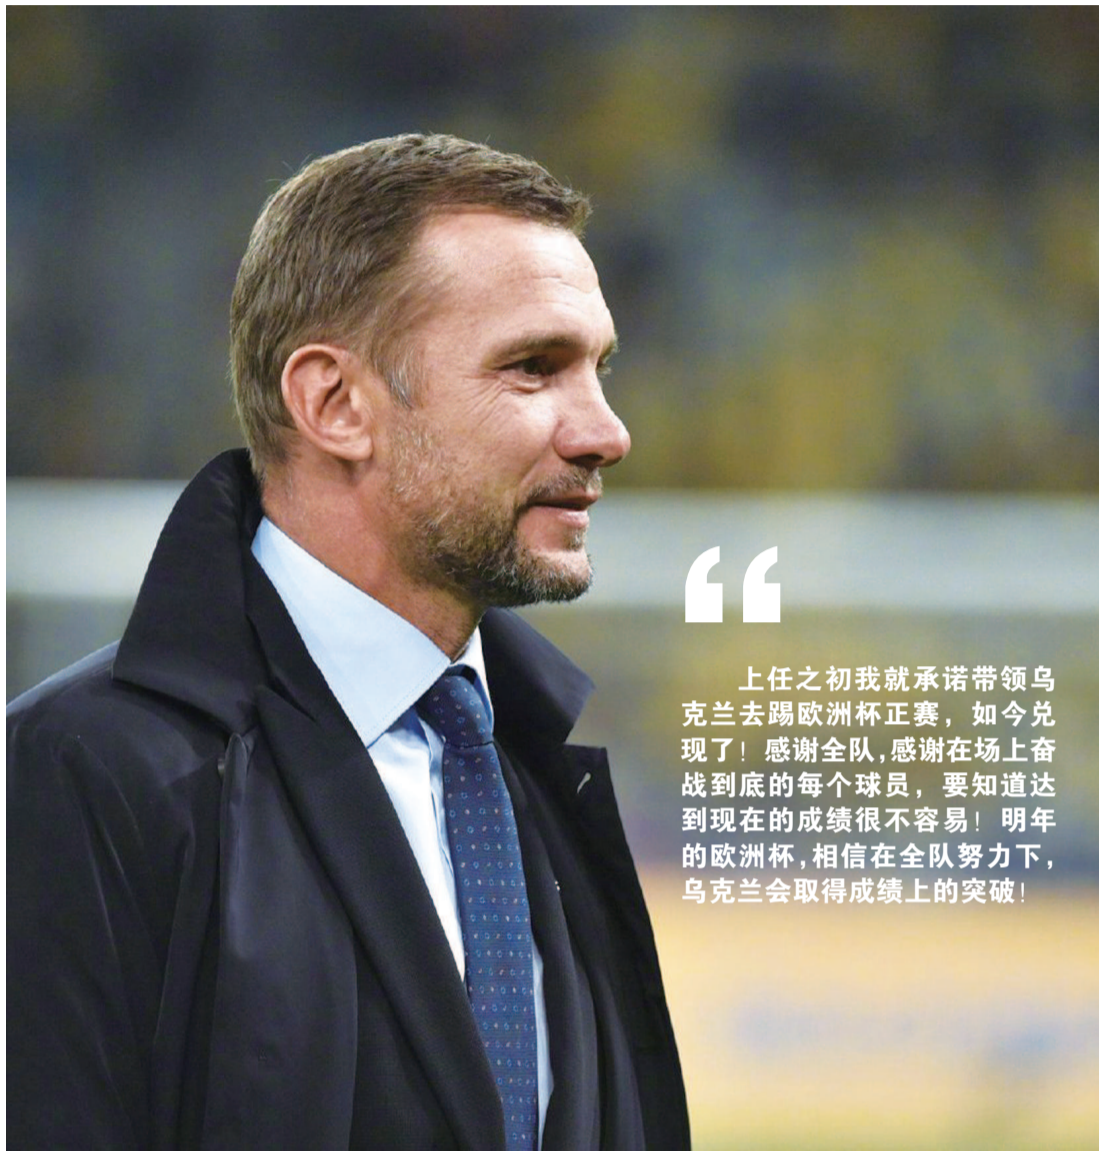 “
上任之初我就承诺带领乌
克兰去踢欧洲杯正赛，如今兑
现了！感谢全队，感谢在场上奋
战到底的每个球员，要知道达
到现在的成绩很不容易！明年
的欧洲杯，相信在全队努力下，
乌克兰会取得成绩上的突破！